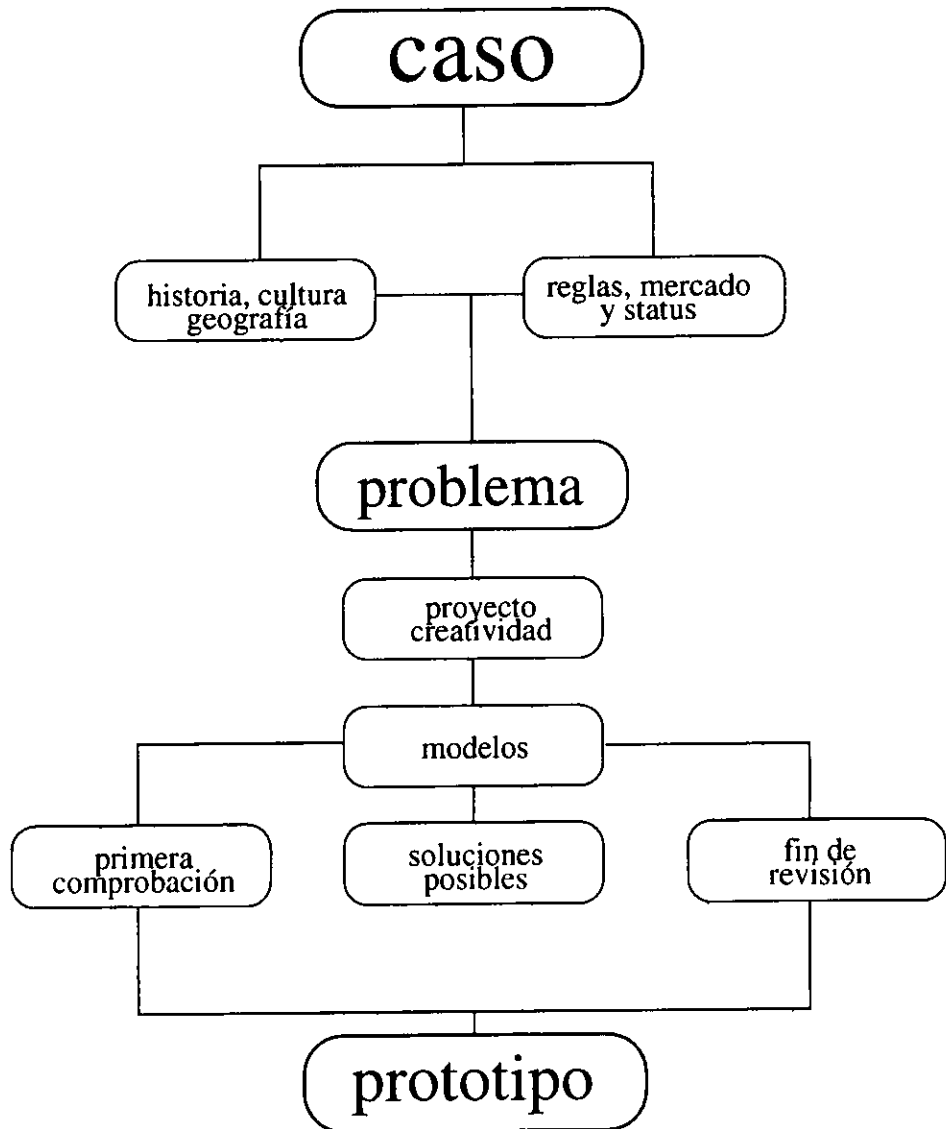 caso
historia, cultura
geografía
reglas, mercado
y status
problema
proyecto
creatividad
modelos
primera
comprobación
soluciones
posibles
fin de
revisión
prototipo